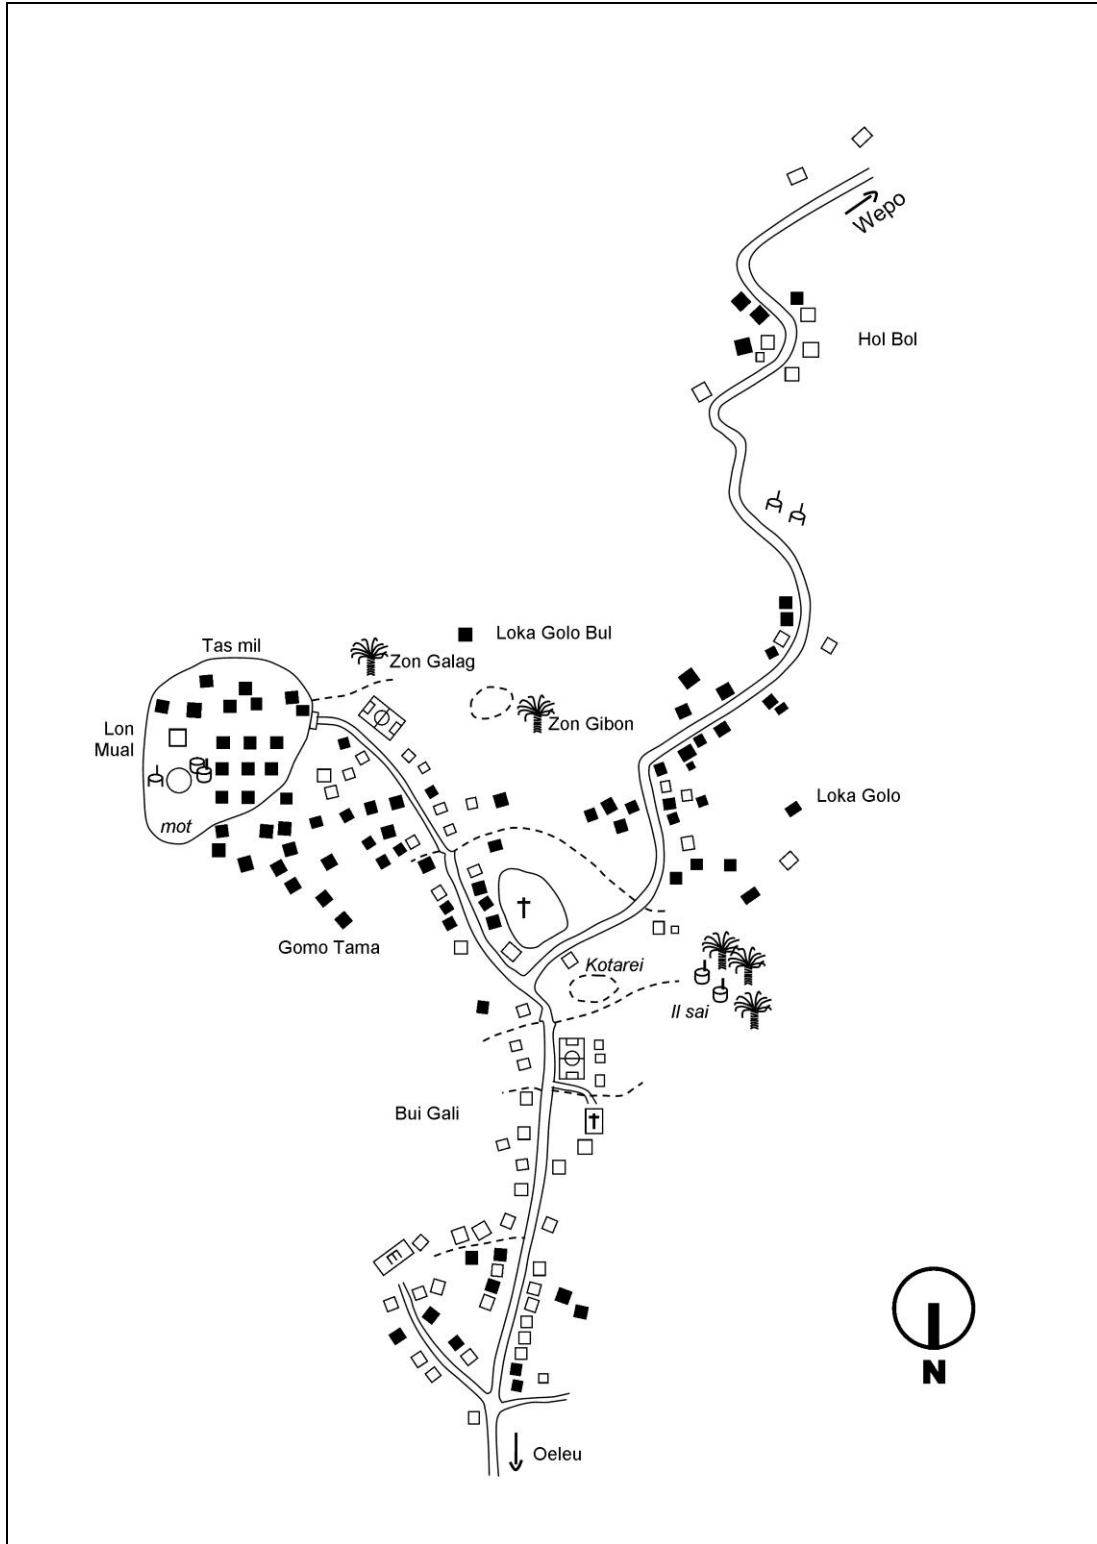 Wepo
Hol Bol
Loka Golo Bul
Tas mil
Zon Galag
Zon Gibon
Lon
Mual
Loka Golo
mot
Gomo Tama
Kotarei
Il sai
Bui Gali
E
N
Oeleu